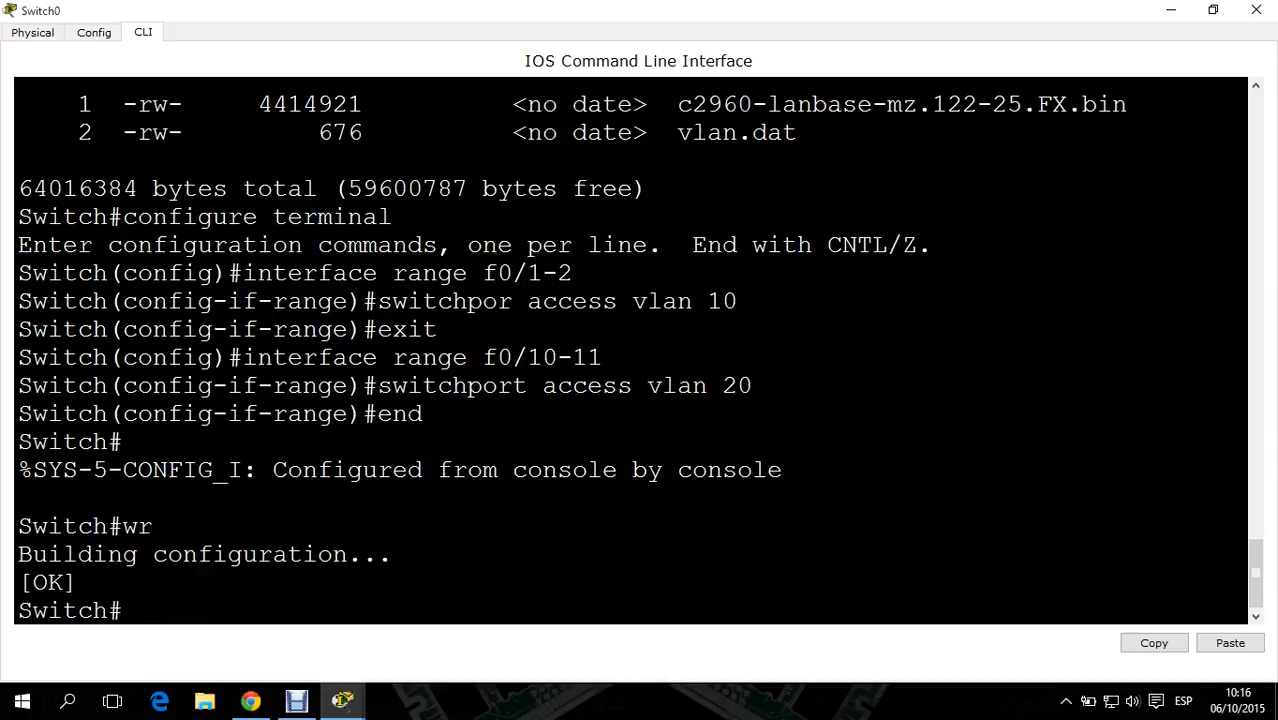 Switch0
Physical Config CLI
IOS Command Line Interface
1 -rw- 4414921 <no date> c2960-lanbase-mz.122-25.FX.bin
2 -rw- 676 <no date> vlan.dat
64016384 bytes total (59600787 bytes free)
Switch#configure terminal
Enter configuration commands, one per line. End with CNTL/Z.
Switch(config)#interface range f0/1-2
Switch(config-if-range)#switchpor access vlan 10
Switch(config-if-range)#exit
Switch(config)#interface range f0/10-11
Switch(config-if-range)#switchport access vlan 20
Switch(config-if-range)#end
Switch#
%SYS-5-CONFIG_I: Configured from console by console
Switch#wr
Building configuration...
[OK]
Switch#
Copy Paste
ESP
10:16
06/10/2015